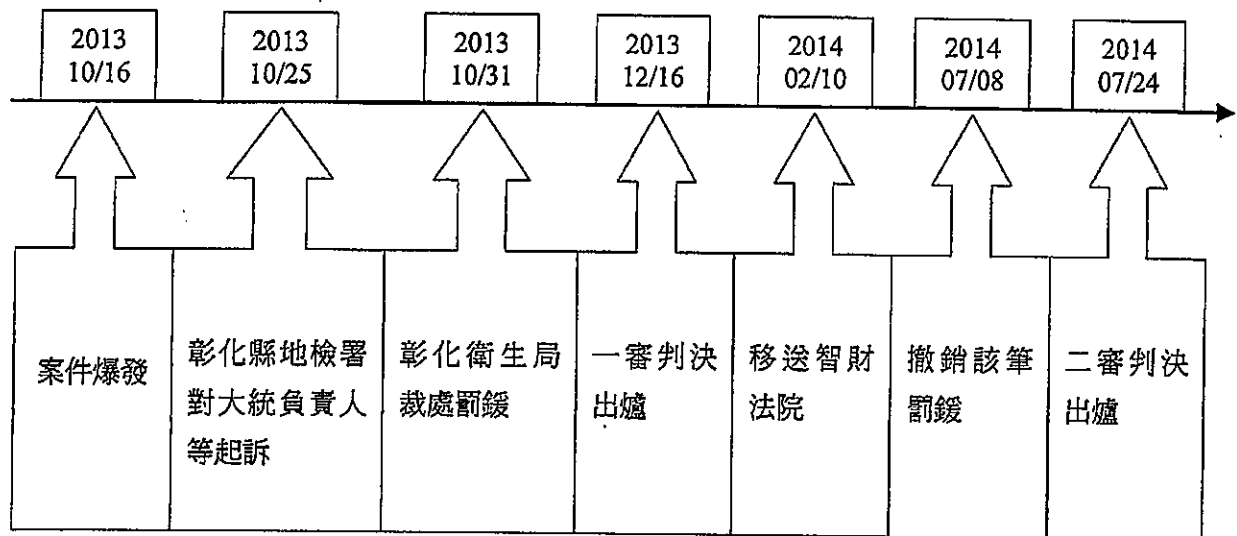 2013
10/16
2013
10/25
2013
10/31
2013
12/16
2014
02/10
2014
07/08
2014
07/24
案件爆發
彰化縣地檢署
對大統負責人
等起訴
彰化衛生局
裁處罰鍰
一審判決
出爐
移送智財
法院
撤銷該筆
罰鍰
二審判決
出爐